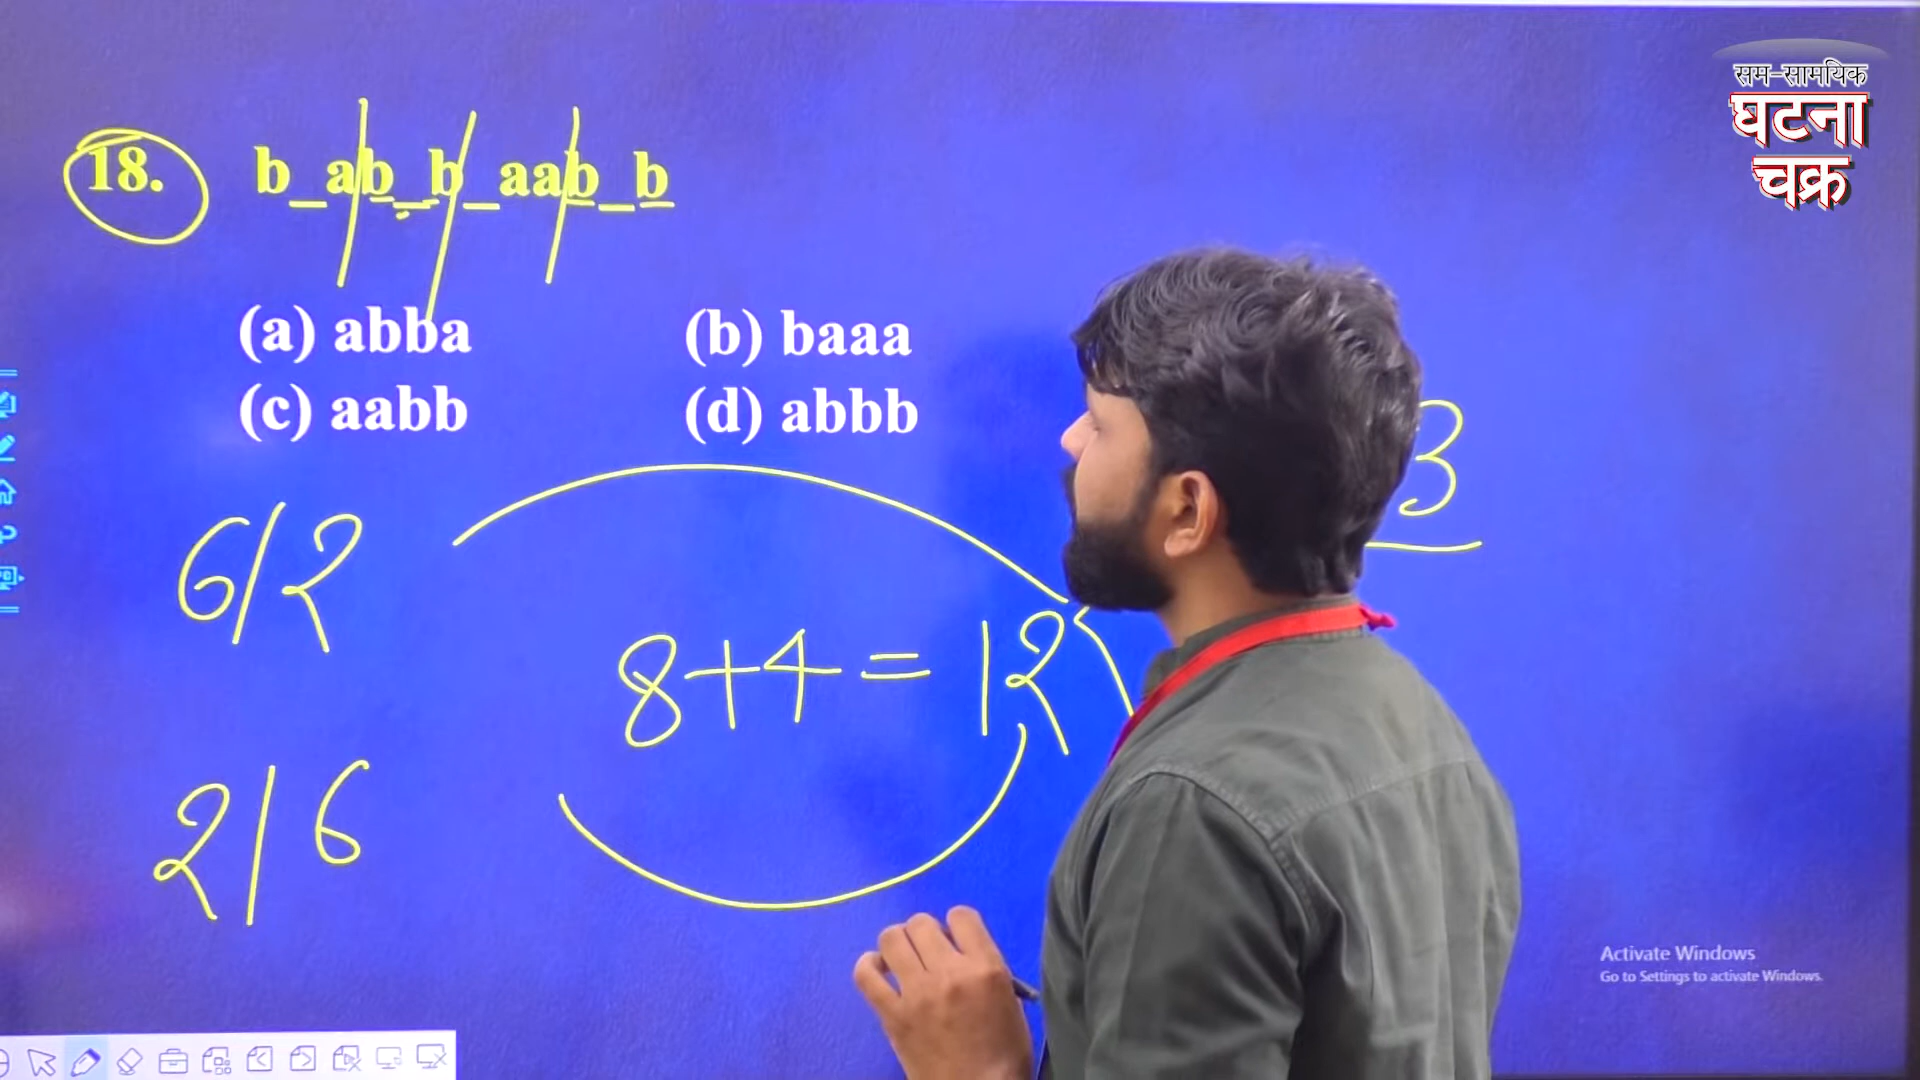 सम-सामयिक
घटना
चक्र
18. b_ab_b_aab_b
(a) abba (b) baaa
(c) aabb (d) abbb
3
6/2
8+4=12
2/6
Activate Windows
Go to Settings to activate Windows.